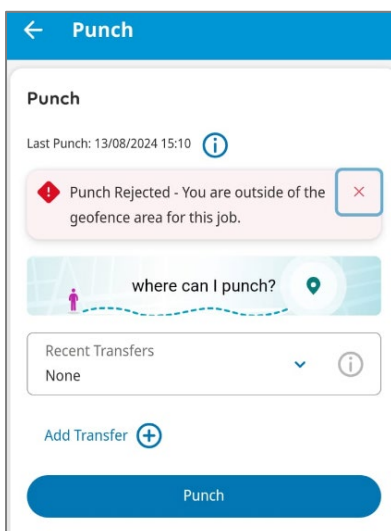 Punch
Punch
Last Punch: 13/08/2024 15:10
Punch Rejected - You are outside of the
geofence area for this job.
where can I punch?
Recent Transfers
None
Add Transfer
Punch